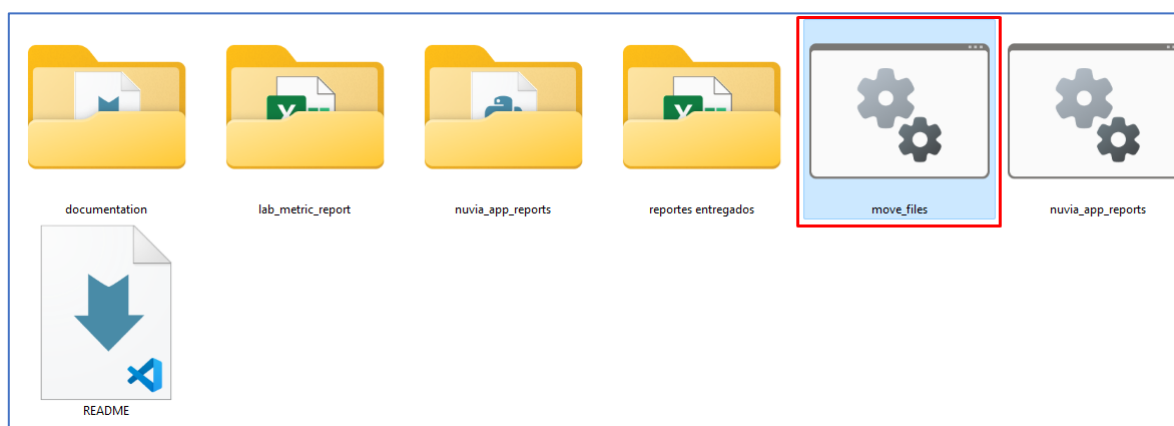 documentation
lab_metric_report
nuvia_app_reports
reportes entregados
move_files
nuvia_app_reports
README